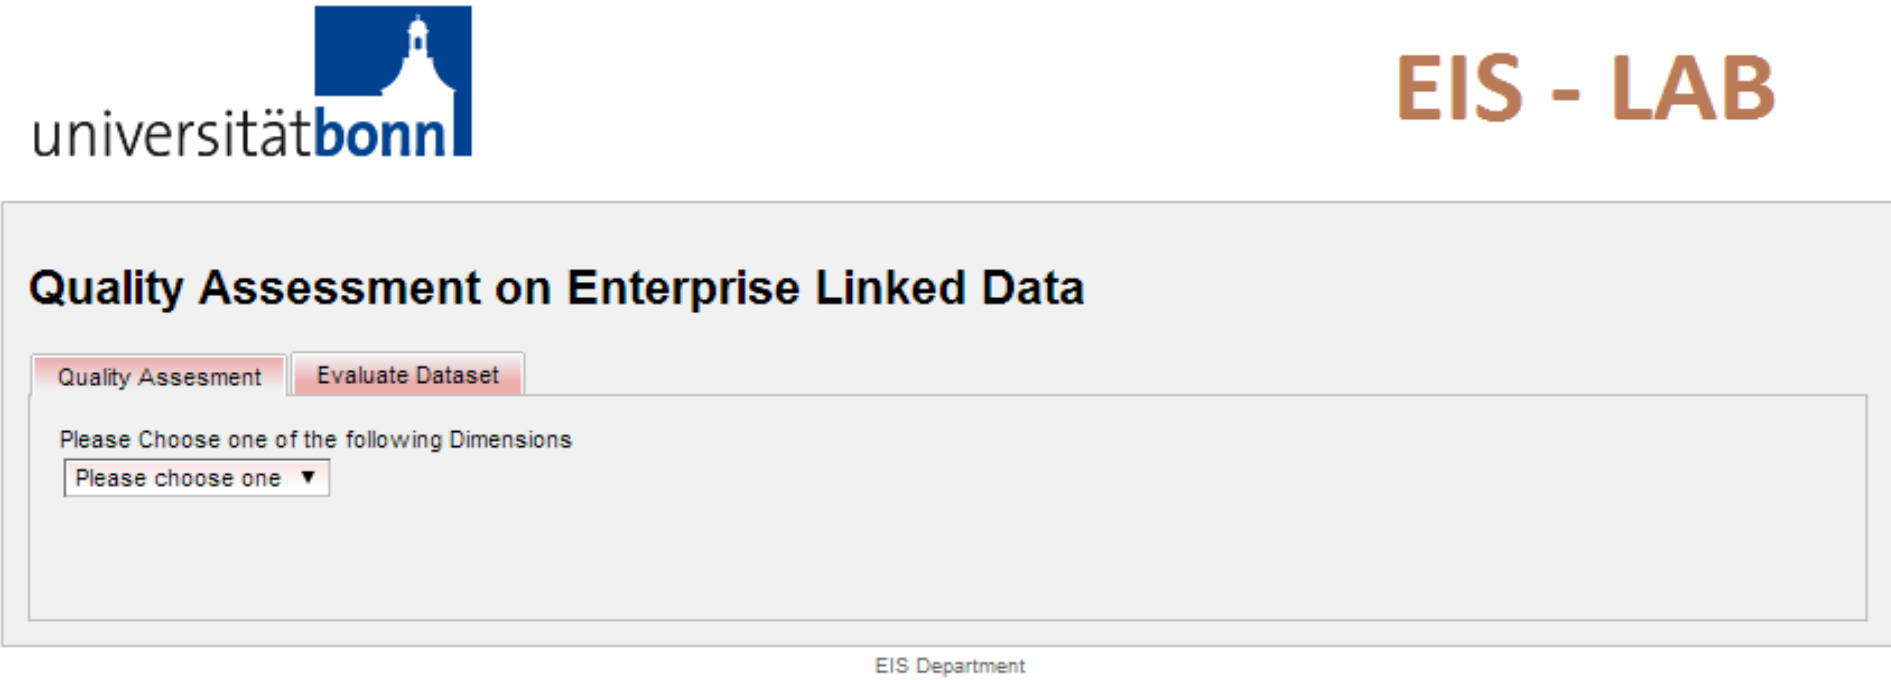 universitätbonn
EIS - LAB
Quality Assessment on Enterprise Linked Data
Quality Assesment
Evaluate Dataset
Please Choose one of the following Dimensions
Please choose one
EIS Department